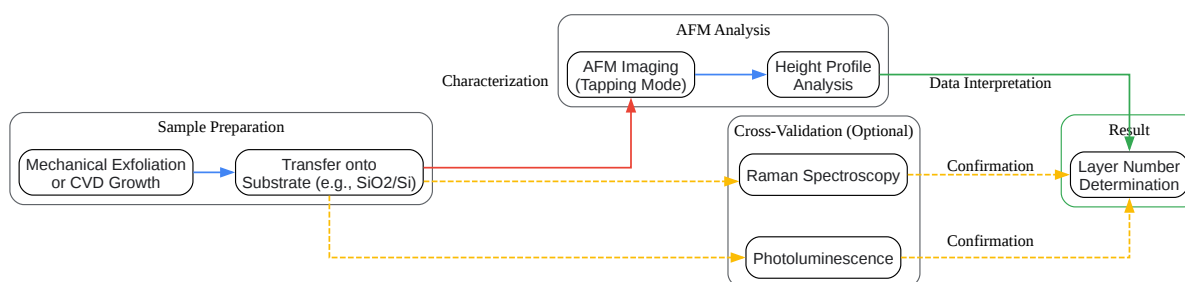 AFM Analysis
AFM Imaging
(Tapping Mode)
Height Profile
Analysis
Characterization
Data Interpretation
Sample Preparation
Mechanical Exfoliation
or CVD Growth
Transfer onto
Substrate (e.g., SiO2/Si)
Cross-Validation (Optional)
Raman Spectroscopy
Photoluminescence
Confirmation
Confirmation
Result
Layer Number
Determination